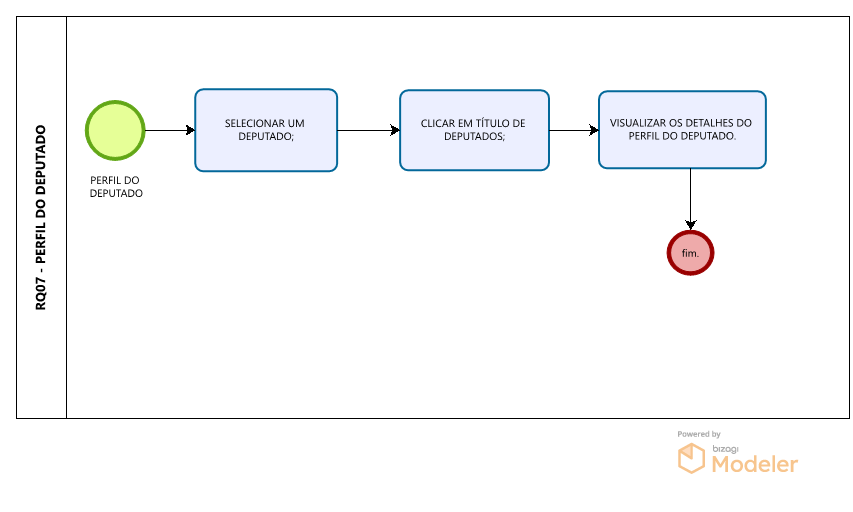 RQ07 - PERFIL DO DEPUTADO
PERFIL DO
DEPUTADO
SELECIONAR UM
DEPUTADO;
CLICAR EM TÍTULO DE
DEPUTADOS;
VISUALIZAR OS DETALHES DO
PERFIL DO DEPUTADO.
fim.
Powered by
bizagi
Modeler